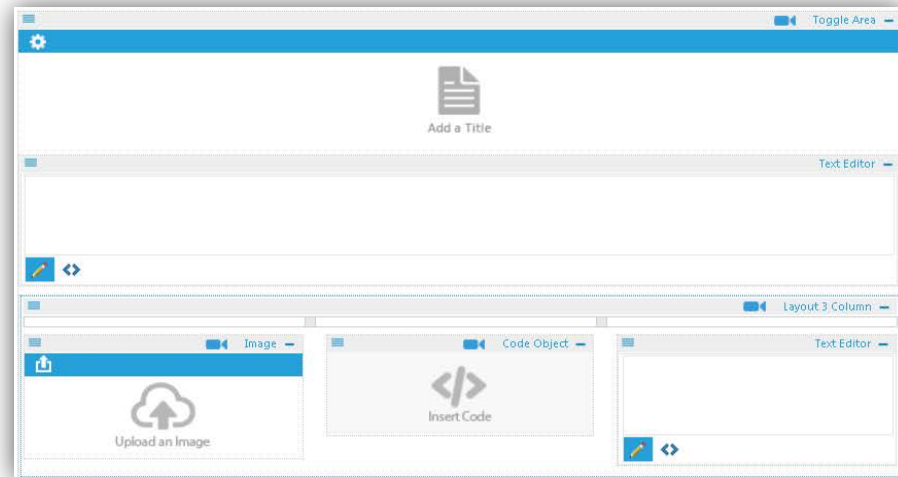 Toggle Area
Add a Title
Text Editor
Layout 3 Column
Image
Code Object
Text Editor
Upload an Image
Insert Code